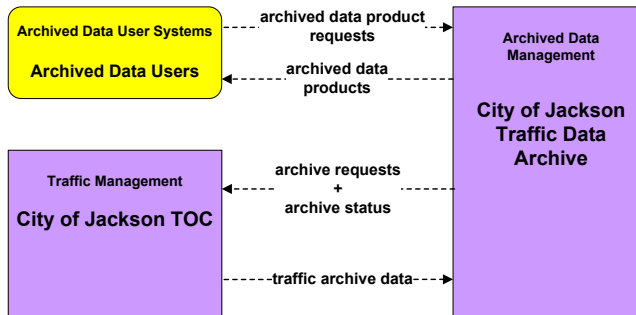 Archived Data User Systems
Archived Data Users
archived data product
requests
archived data
products
Archived Data
Management
City of Jackson
Traffic Data
Archive
Traffic Management
City of Jackson TOC
archive requests
+
archive status
traffic archive data